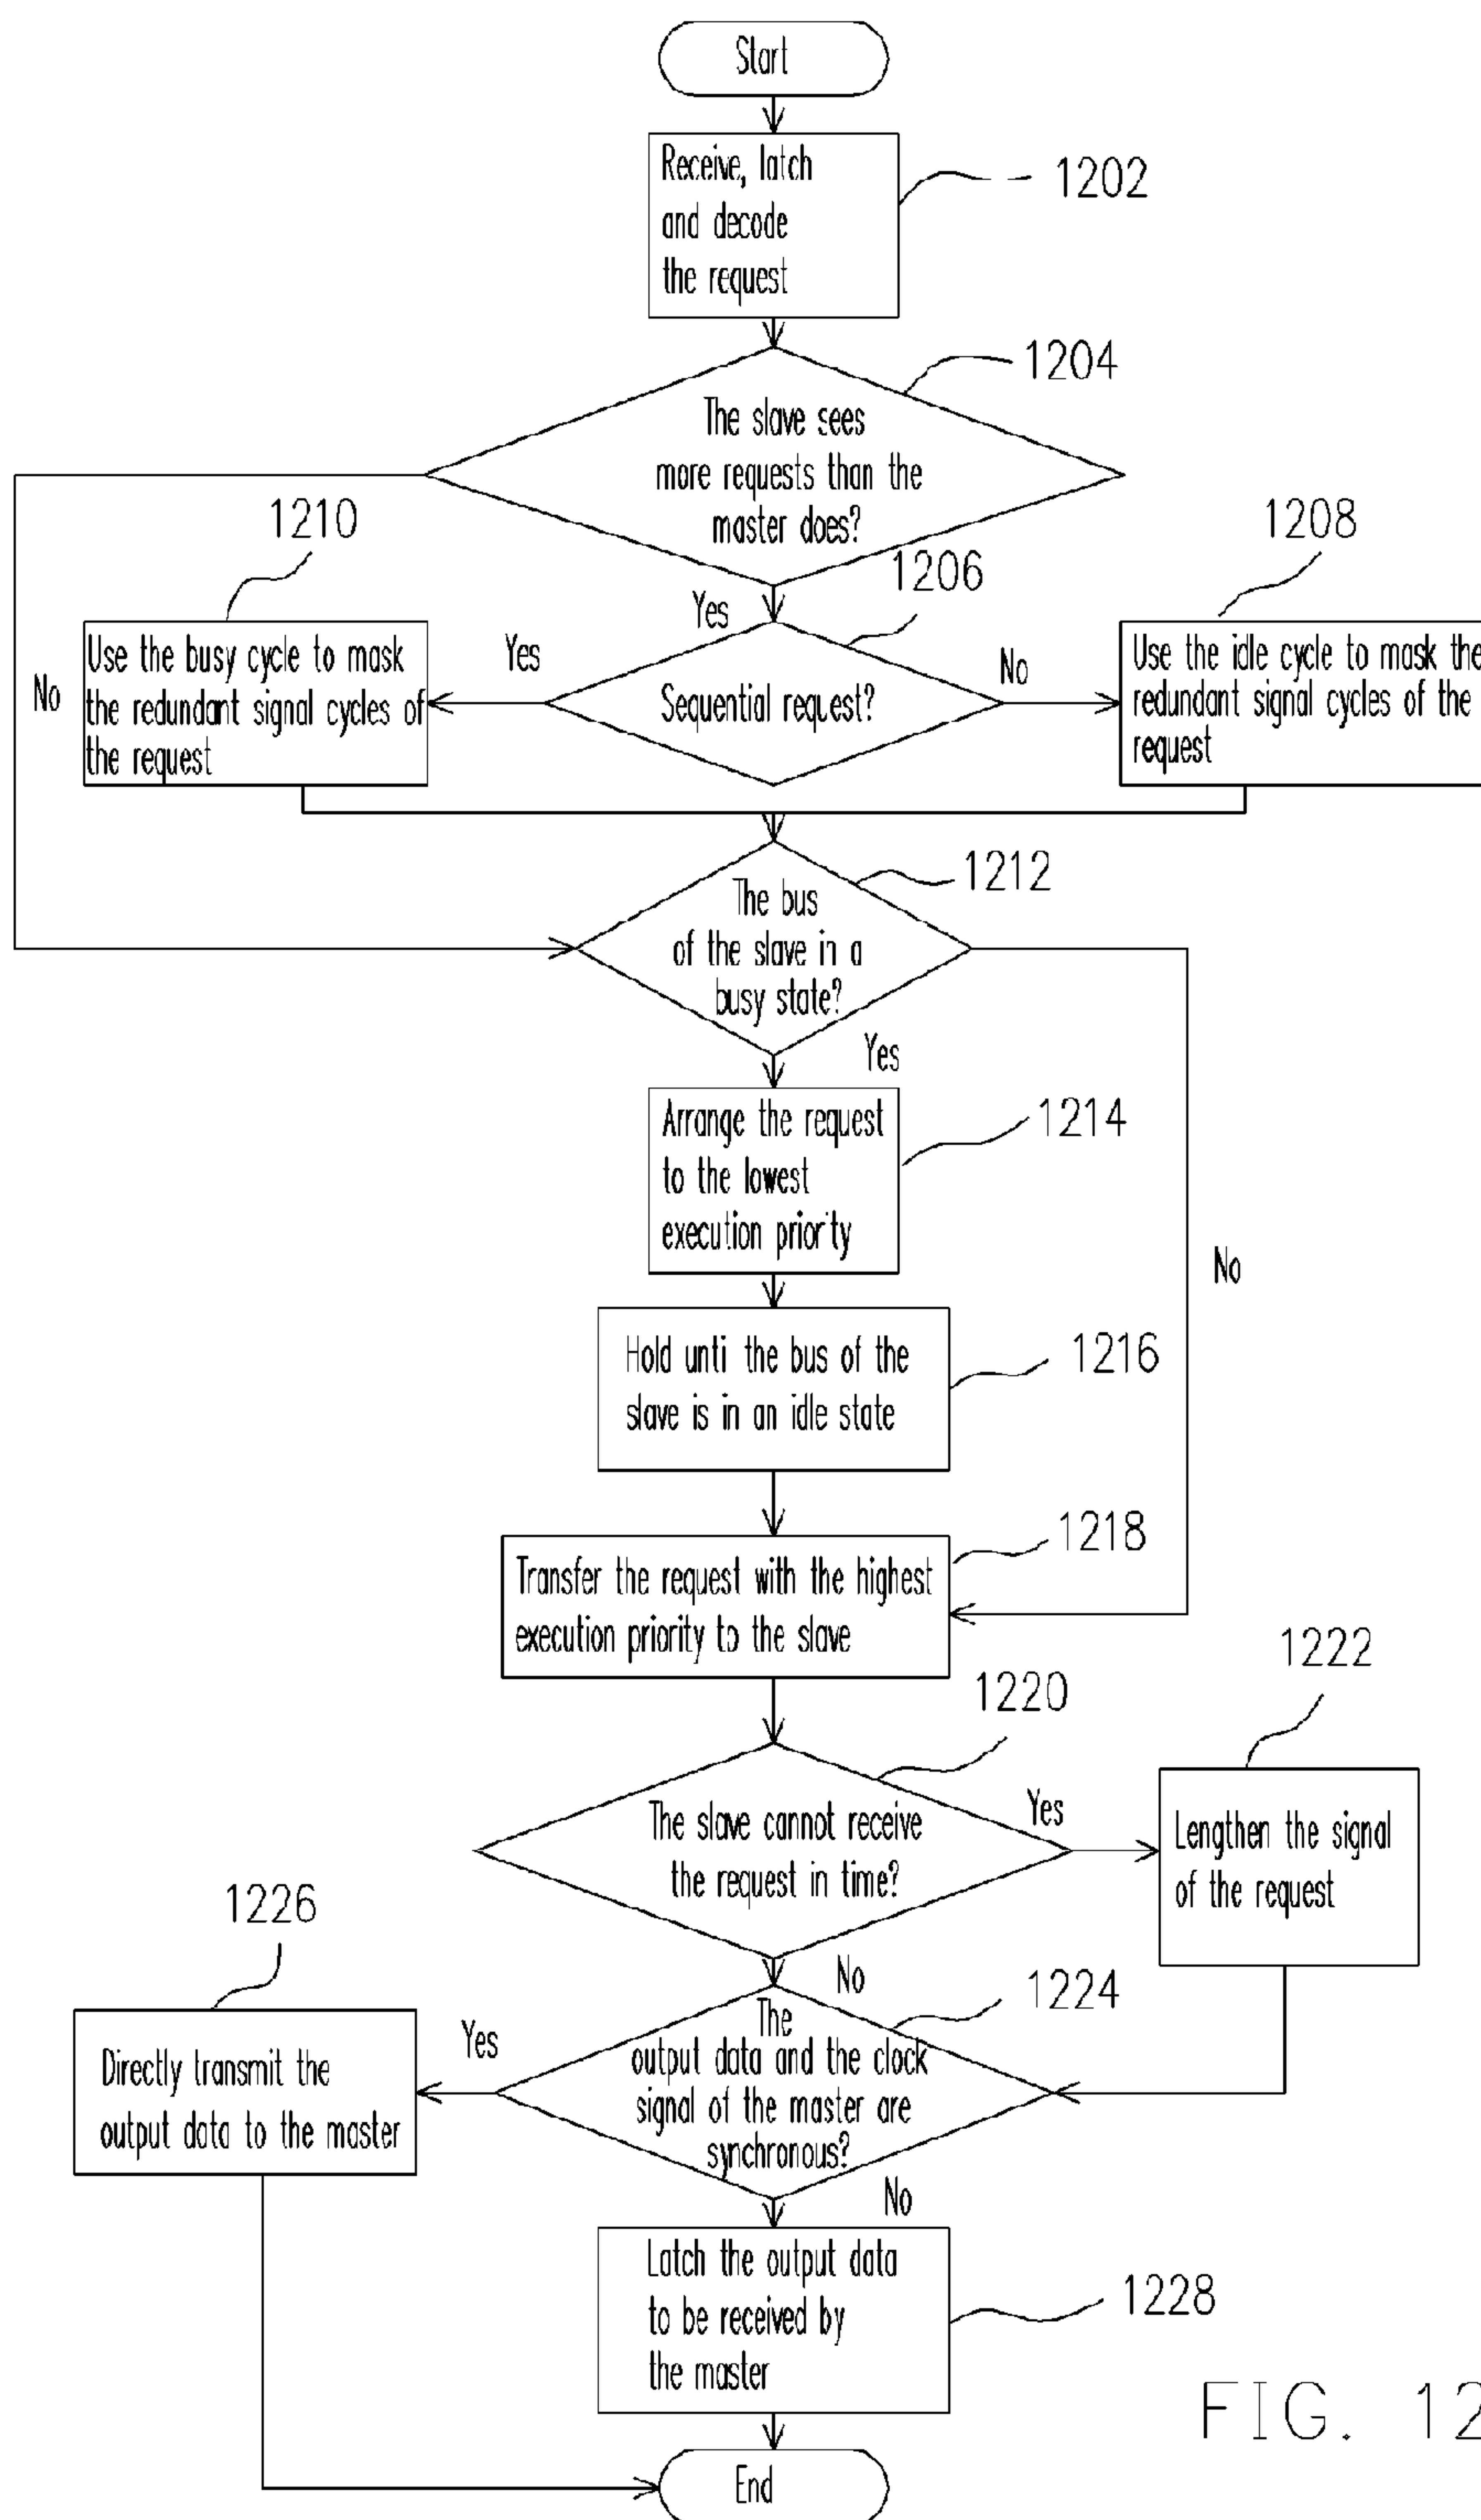 Start
Receive, latch
and decode
the request
1202
1204
The slave sees
more requests than the
master does?
1210
1208
1206
Yes
Use the busy cycle to mask
the redundant signal cycles of
the request
Yes
Sequential request?
No
Use the idle cycle to mask the
redundant signal cycles of the
request
No
1212
The bus
of the slave in a
busy state?
Yes
Arrange the request
to the lowest
execution priority
1214
No
Hold unti the bus of the
slave is in an idle state
1216
1218
Transfer the request with the highest
execution priority to the slave
1222
1220
The slave cannot receive
the request in time?
Yes
Lengthen the signal
of the request
1226
No
1224
The
output data and the clock
signal of the master are
synchronous?
Yes
Directly transmit the
output data to the master
No
Latch the output data
to be received by
the master
1228
FIG. 12
End